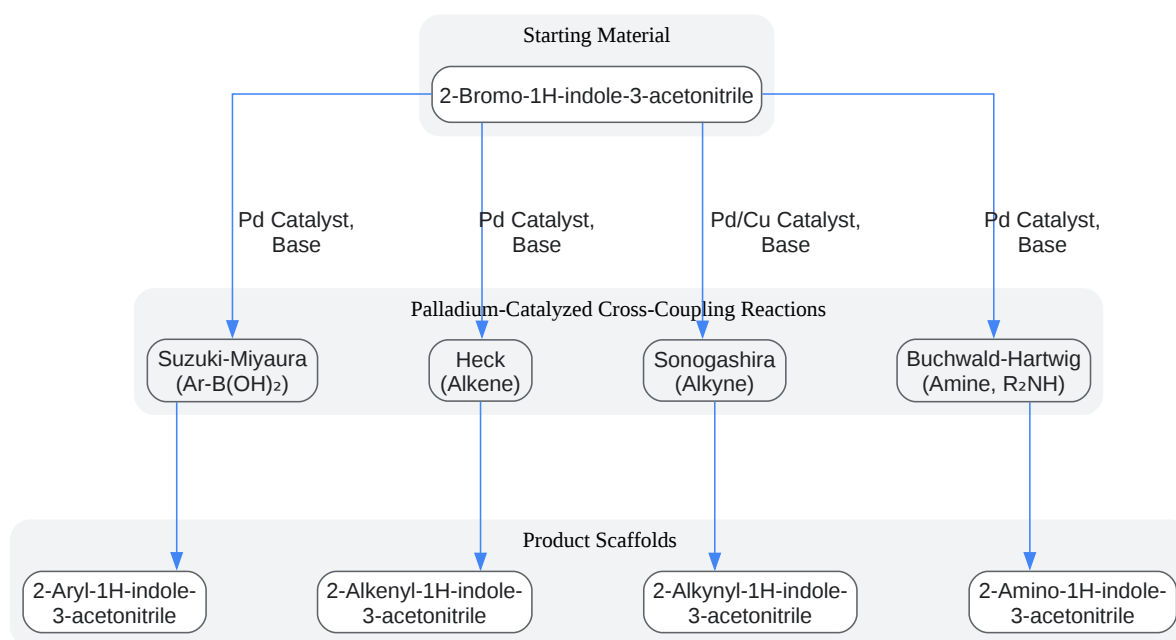 Starting Material
2-Bromo-1H-indole-3-acetonitrile
Pd Catalyst,
Base
Pd Catalyst,
Base
Pd/Cu Catalyst,
Base
Pd Catalyst,
Base
Palladium-Catalyzed Cross-Coupling Reactions
Suzuki-Miyaura
(Ar-B(OH)₂)
Heck
(Alkene)
Sonogashira
(Alkyne)
Buchwald-Hartwig
(Amine, R₂NH)
Product Scaffolds
2-Aryl-1H-indole-
3-acetonitrile
2-Alkenyl-1H-indole-
3-acetonitrile
2-Alkynyl-1H-indole-
3-acetonitrile
2-Amino-1H-indole-
3-acetonitrile